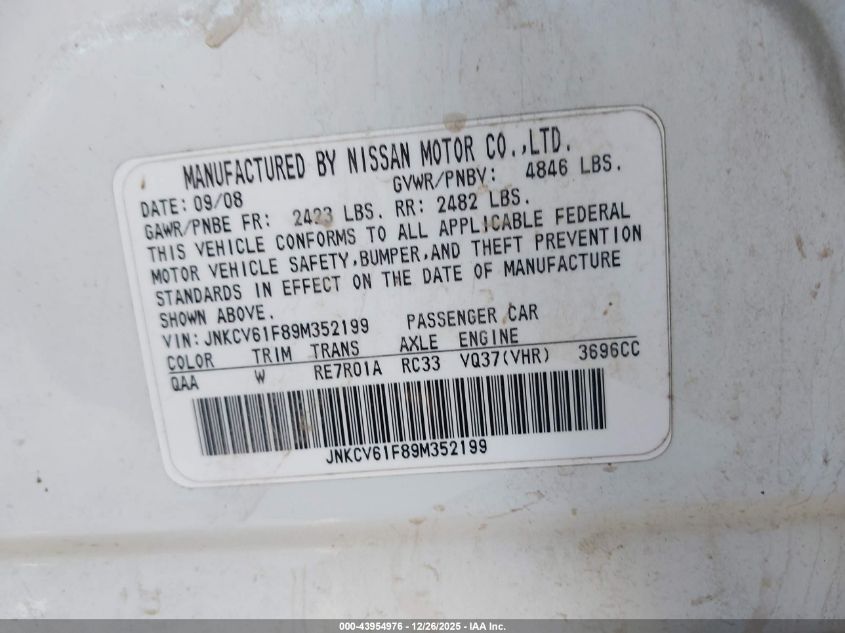 MANUFACTURED BY NISSAN MOTOR CO.,LTD.
DATE: 09/08 GVWR/PNBV: 4846 LBS.
GAWR/PNBE FR: 2423 LBS. RR: 2482 LBS.
THIS VEHICLE CONFORMS TO ALL APPLICABLE FEDERAL
MOTOR VEHICLE SAFETY,BUMPER,AND THEFT PREVENTION
STANDARDS IN EFFECT ON THE DATE OF MANUFACTURE
SHOWN ABOVE.
VIN: JNKCV61F89M352199 PASSENGER CAR
COLOR TRIM TRANS AXLE ENGINE
QAA W RE7R01A RC33 VQ37(VHR) 3696CC
JNKCV61F89M352199
000-43954976 - 12/26/2025 - IAA Inc.